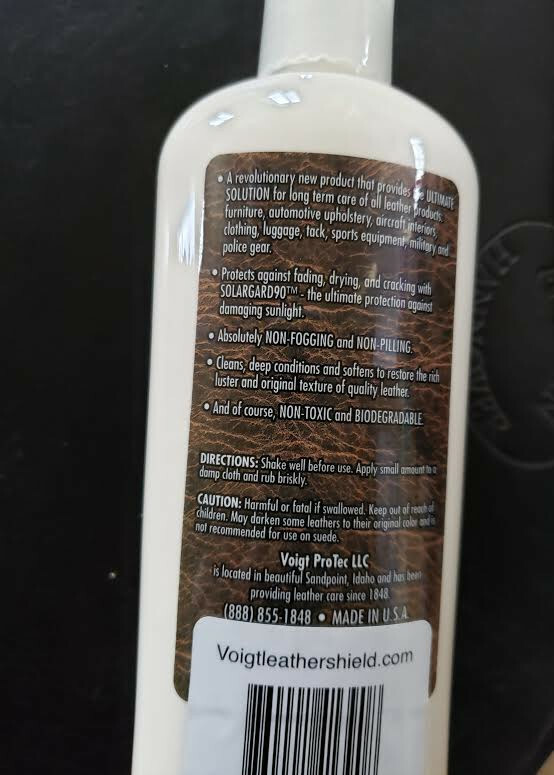 • A revolutionary new product that provides the ULTIMATE
SOLUTION for long term care of all leather products.
furniture, automotive upholstery, aircraft interiors,
clothing, luggage, tack, sports equipment, military and
police gear.
• Protects against fading, drying, and cracking with
SOLARGARD90™ - the ultimate protection against
damaging sunlight.
• Absolutely NON-FOGGING and NON-PILLING.
• Cleans, deep conditions and softens to restore the rich
luster and original texture of quality leather.
• And of course, NON-TOXIC and BIODEGRADABLE.
DIRECTIONS: Shake well before use. Apply small amount to a
damp cloth and rub briskly.
CAUTION: Harmful or fatal if swallowed. Keep out of reach of
children. May darken some leathers to their original color and is
not recommended for use on suede.
Voigt ProTec LLC
is located in beautiful Sandpoint, Idaho and has been
providing leather care since 1848.
(888) 855-1848 • MADE IN U.S.A.
Voigtleathershield.com